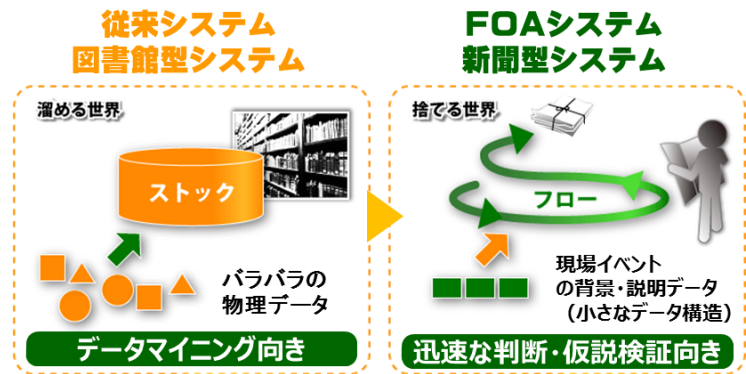 従来システム
図書館型システム
溜める世界
ストック
バラバラの
物理データ
データマイニング向き
FOAシステム
新聞型システム
捨てる世界
フロー
現場イベント
の背景・説明データ
（小さなデータ構造）
迅速な判断・仮説検証向き